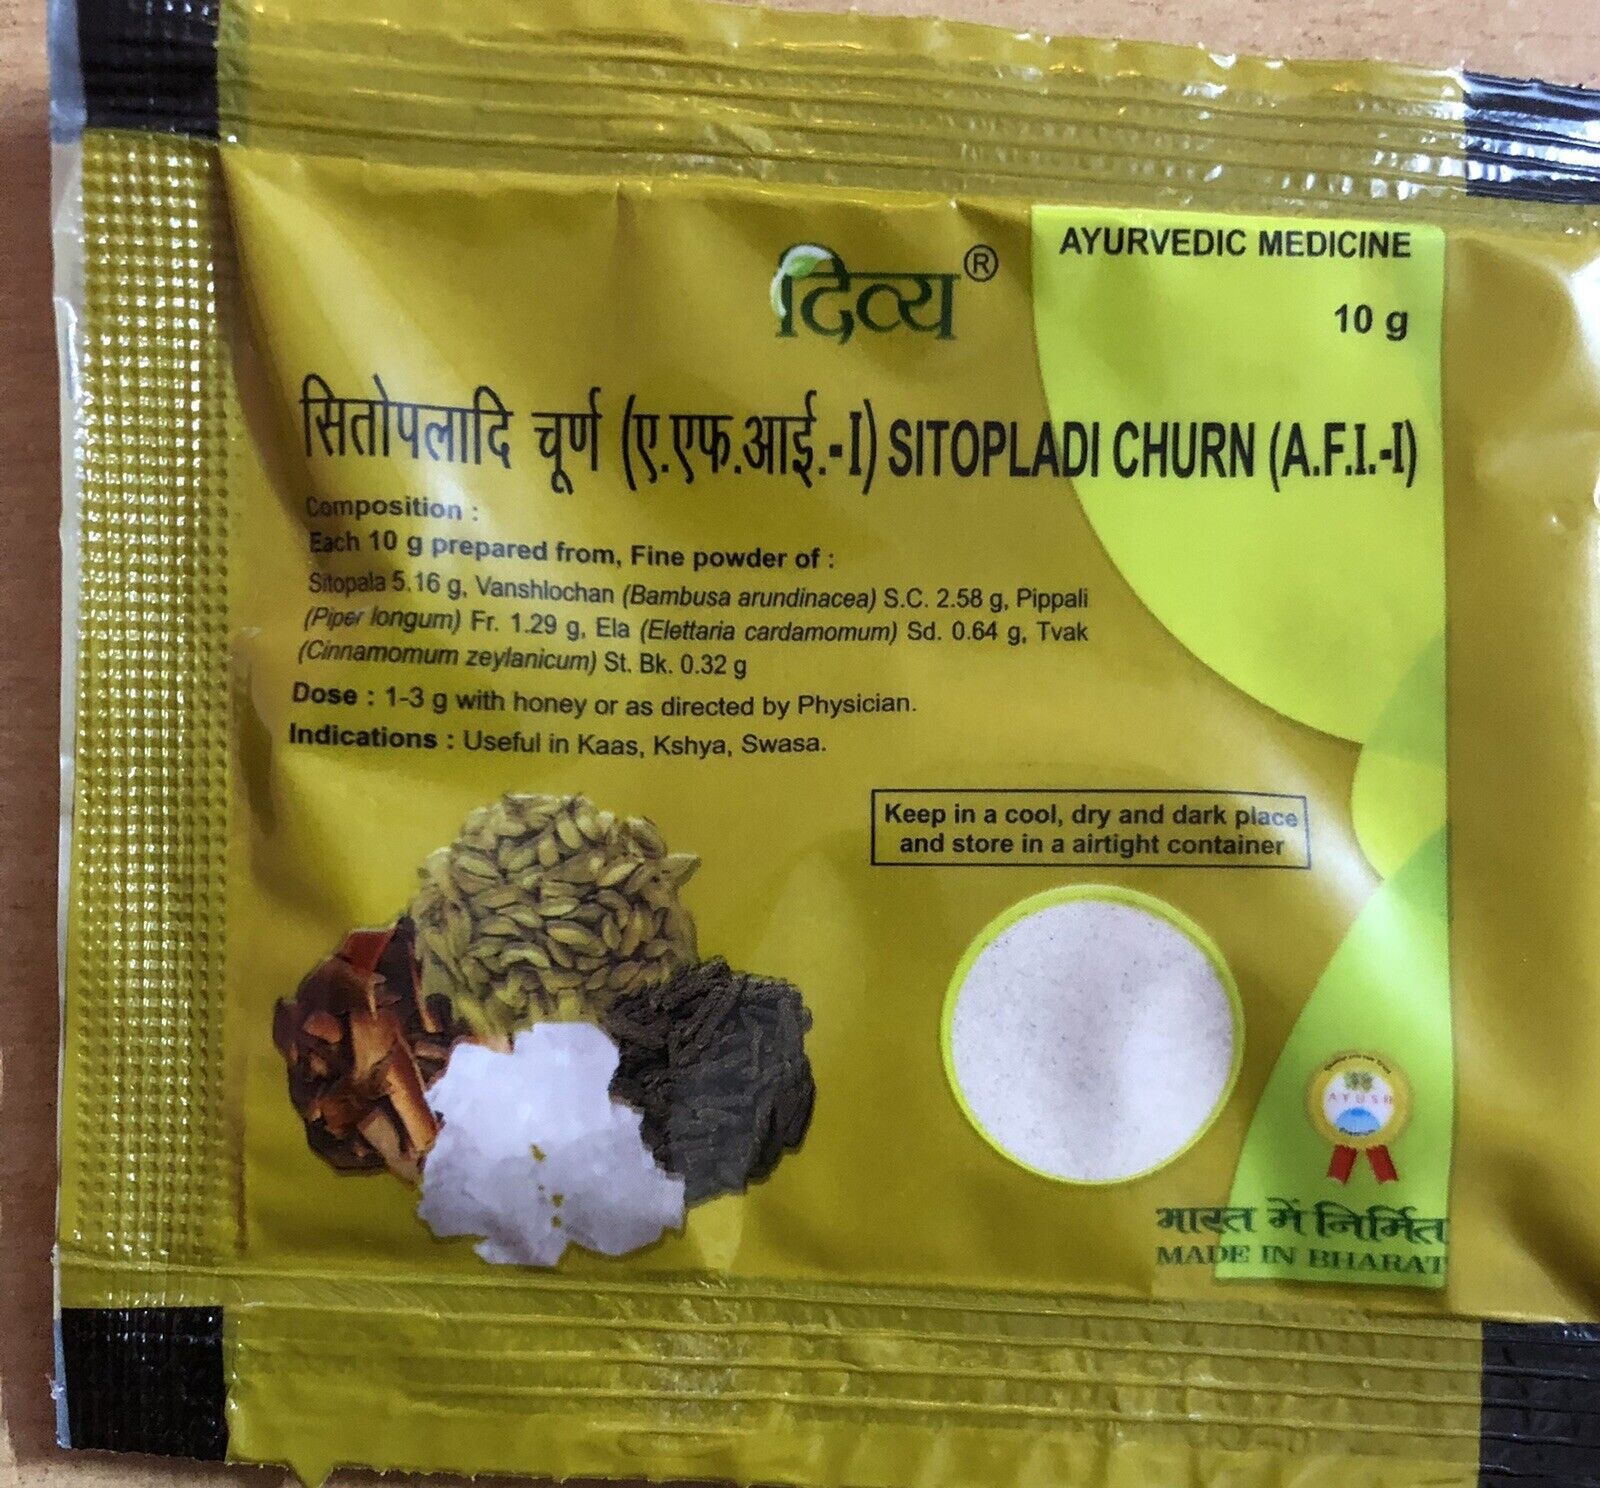 दिव्य®
AYURVEDIC MEDICINE
10 g
सितोपलादि चूर्ण (ए.एफ.आई.-I) SITOPLADI CHURN (A.F.I.-I)
Composition :
Each 10 g prepared from, Fine powder of :
Sitopala 5.16 g, Vanshlochan (Bambusa arundinacea) S.C. 2.58 g, Pippali
(Piper longum) Fr. 1.29 g, Ela (Elettaria cardamomum) Sd. 0.64 g, Tvak
(Cinnamomum zeylanicum) St. Bk. 0.32 g
Dose : 1-3 g with honey or as directed by Physician.
Indications : Useful in Kaas, Kshya, Swasa.
Keep in a cool, dry and dark place
and store in a airtight container
AYUSH
भारत में निर्मित
MADE IN BHARAT